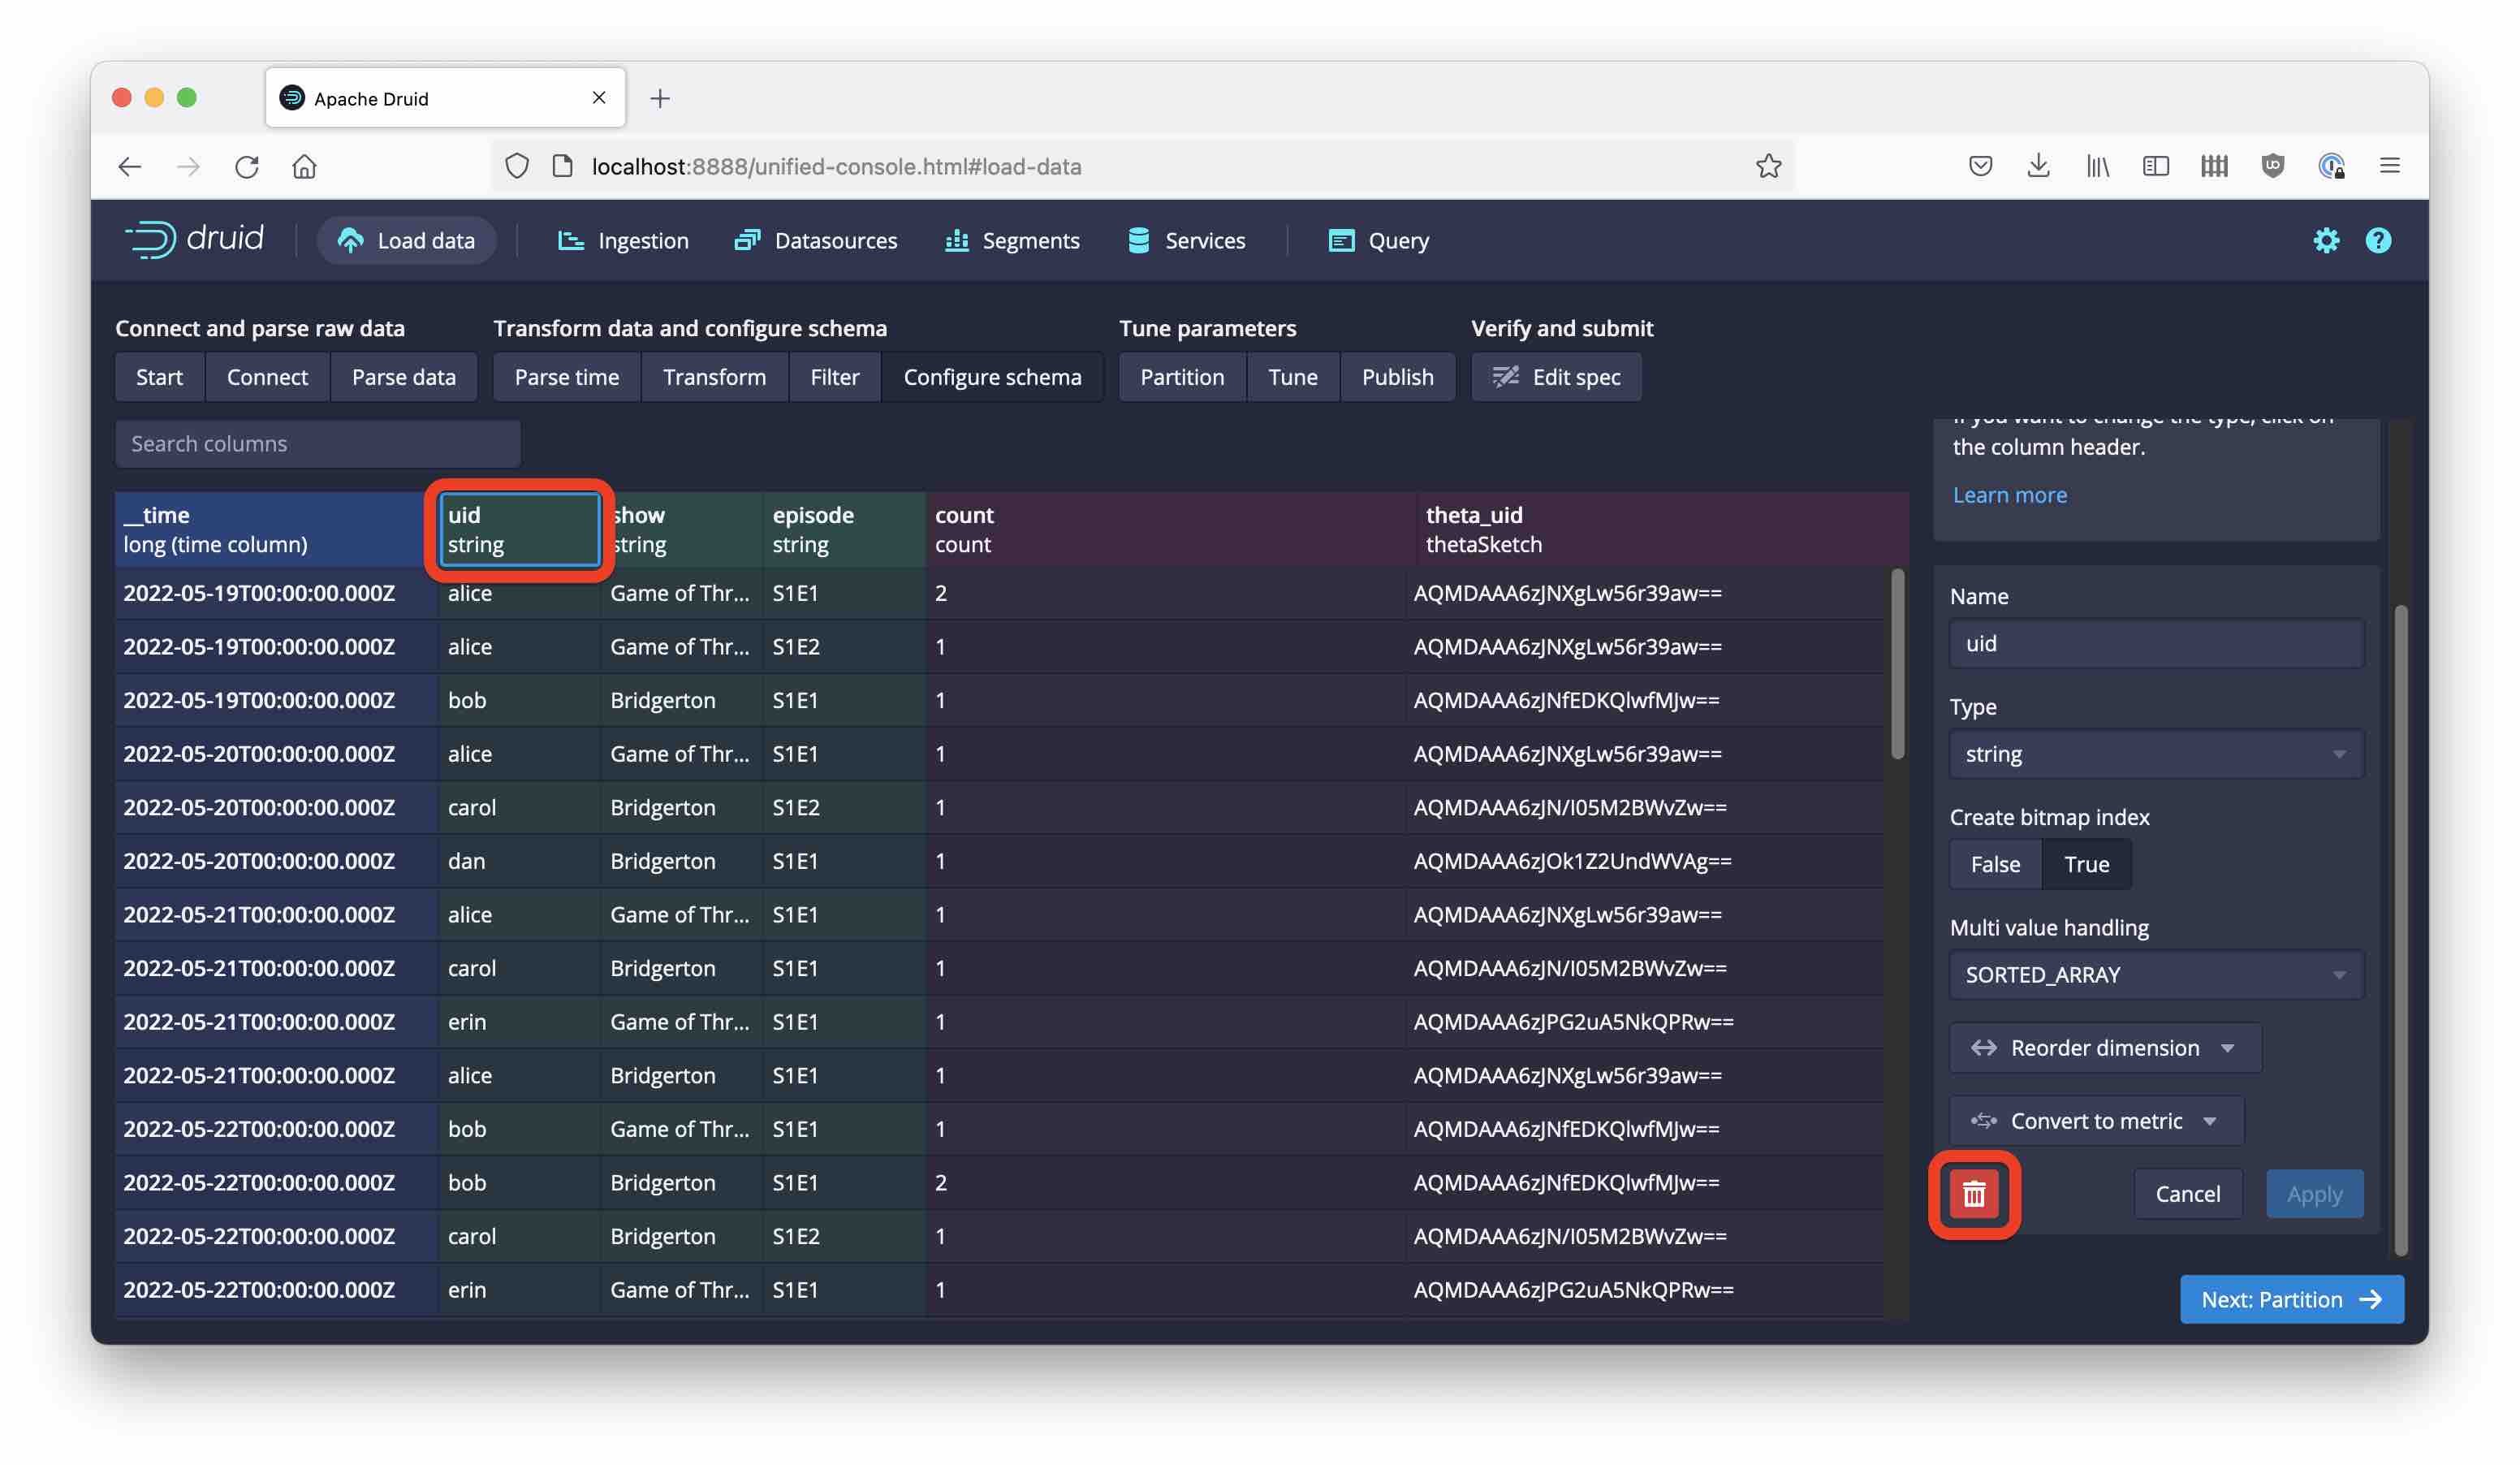 Apache Druid
localhost:8888/unified-console.html#load-data
druid Load data Ingestion Datasources Segments Services Query
Connect and parse raw data Transform data and configure schema Tune parameters Verify and submit
Start Connect Parse data Parse time Transform Filter Configure schema Partition Tune Publish Edit spec
Search columns
__time uid show episode count theta_uid
long (time column) string string string count thetaSketch
2022-05-19T00:00:00.000Z alice Game of Thr... S1E1 2 AQMDAAA6zJNXgLw56r39aw==
2022-05-19T00:00:00.000Z alice Game of Thr... S1E2 1 AQMDAAA6zJNXgLw56r39aw==
2022-05-19T00:00:00.000Z bob Bridgerton S1E1 1 AQMDAAA6zJNfEDKQlwfMJw==
2022-05-20T00:00:00.000Z alice Game of Thr... S1E1 1 AQMDAAA6zJNXgLw56r39aw==
2022-05-20T00:00:00.000Z carol Bridgerton S1E2 1 AQMDAAA6zJN/I05M2BWvZw==
2022-05-20T00:00:00.000Z dan Bridgerton S1E1 1 AQMDAAA6zJOk1Z2UndWVAg==
2022-05-21T00:00:00.000Z alice Game of Thr... S1E1 1 AQMDAAA6zJNXgLw56r39aw==
2022-05-21T00:00:00.000Z carol Bridgerton S1E1 1 AQMDAAA6zJN/I05M2BWvZw==
2022-05-21T00:00:00.000Z erin Game of Thr... S1E1 1 AQMDAAA6zJPG2uA5NkQPRw==
2022-05-21T00:00:00.000Z alice Bridgerton S1E1 1 AQMDAAA6zJNXgLw56r39aw==
2022-05-22T00:00:00.000Z bob Game of Thr... S1E1 1 AQMDAAA6zJNfEDKQlwfMJw==
2022-05-22T00:00:00.000Z bob Bridgerton S1E1 2 AQMDAAA6zJNfEDKQlwfMJw==
2022-05-22T00:00:00.000Z carol Bridgerton S1E2 1 AQMDAAA6zJN/I05M2BWvZw==
2022-05-22T00:00:00.000Z erin Game of Thr... S1E1 1 AQMDAAA6zJPG2uA5NkQPRw==
If you want to change the type, click on
the column header.
Learn more
Name
uid
Type
string
Create bitmap index
False True
Multi value handling
SORTED_ARRAY
Reorder dimension
Convert to metric
Cancel Apply
Next: Partition